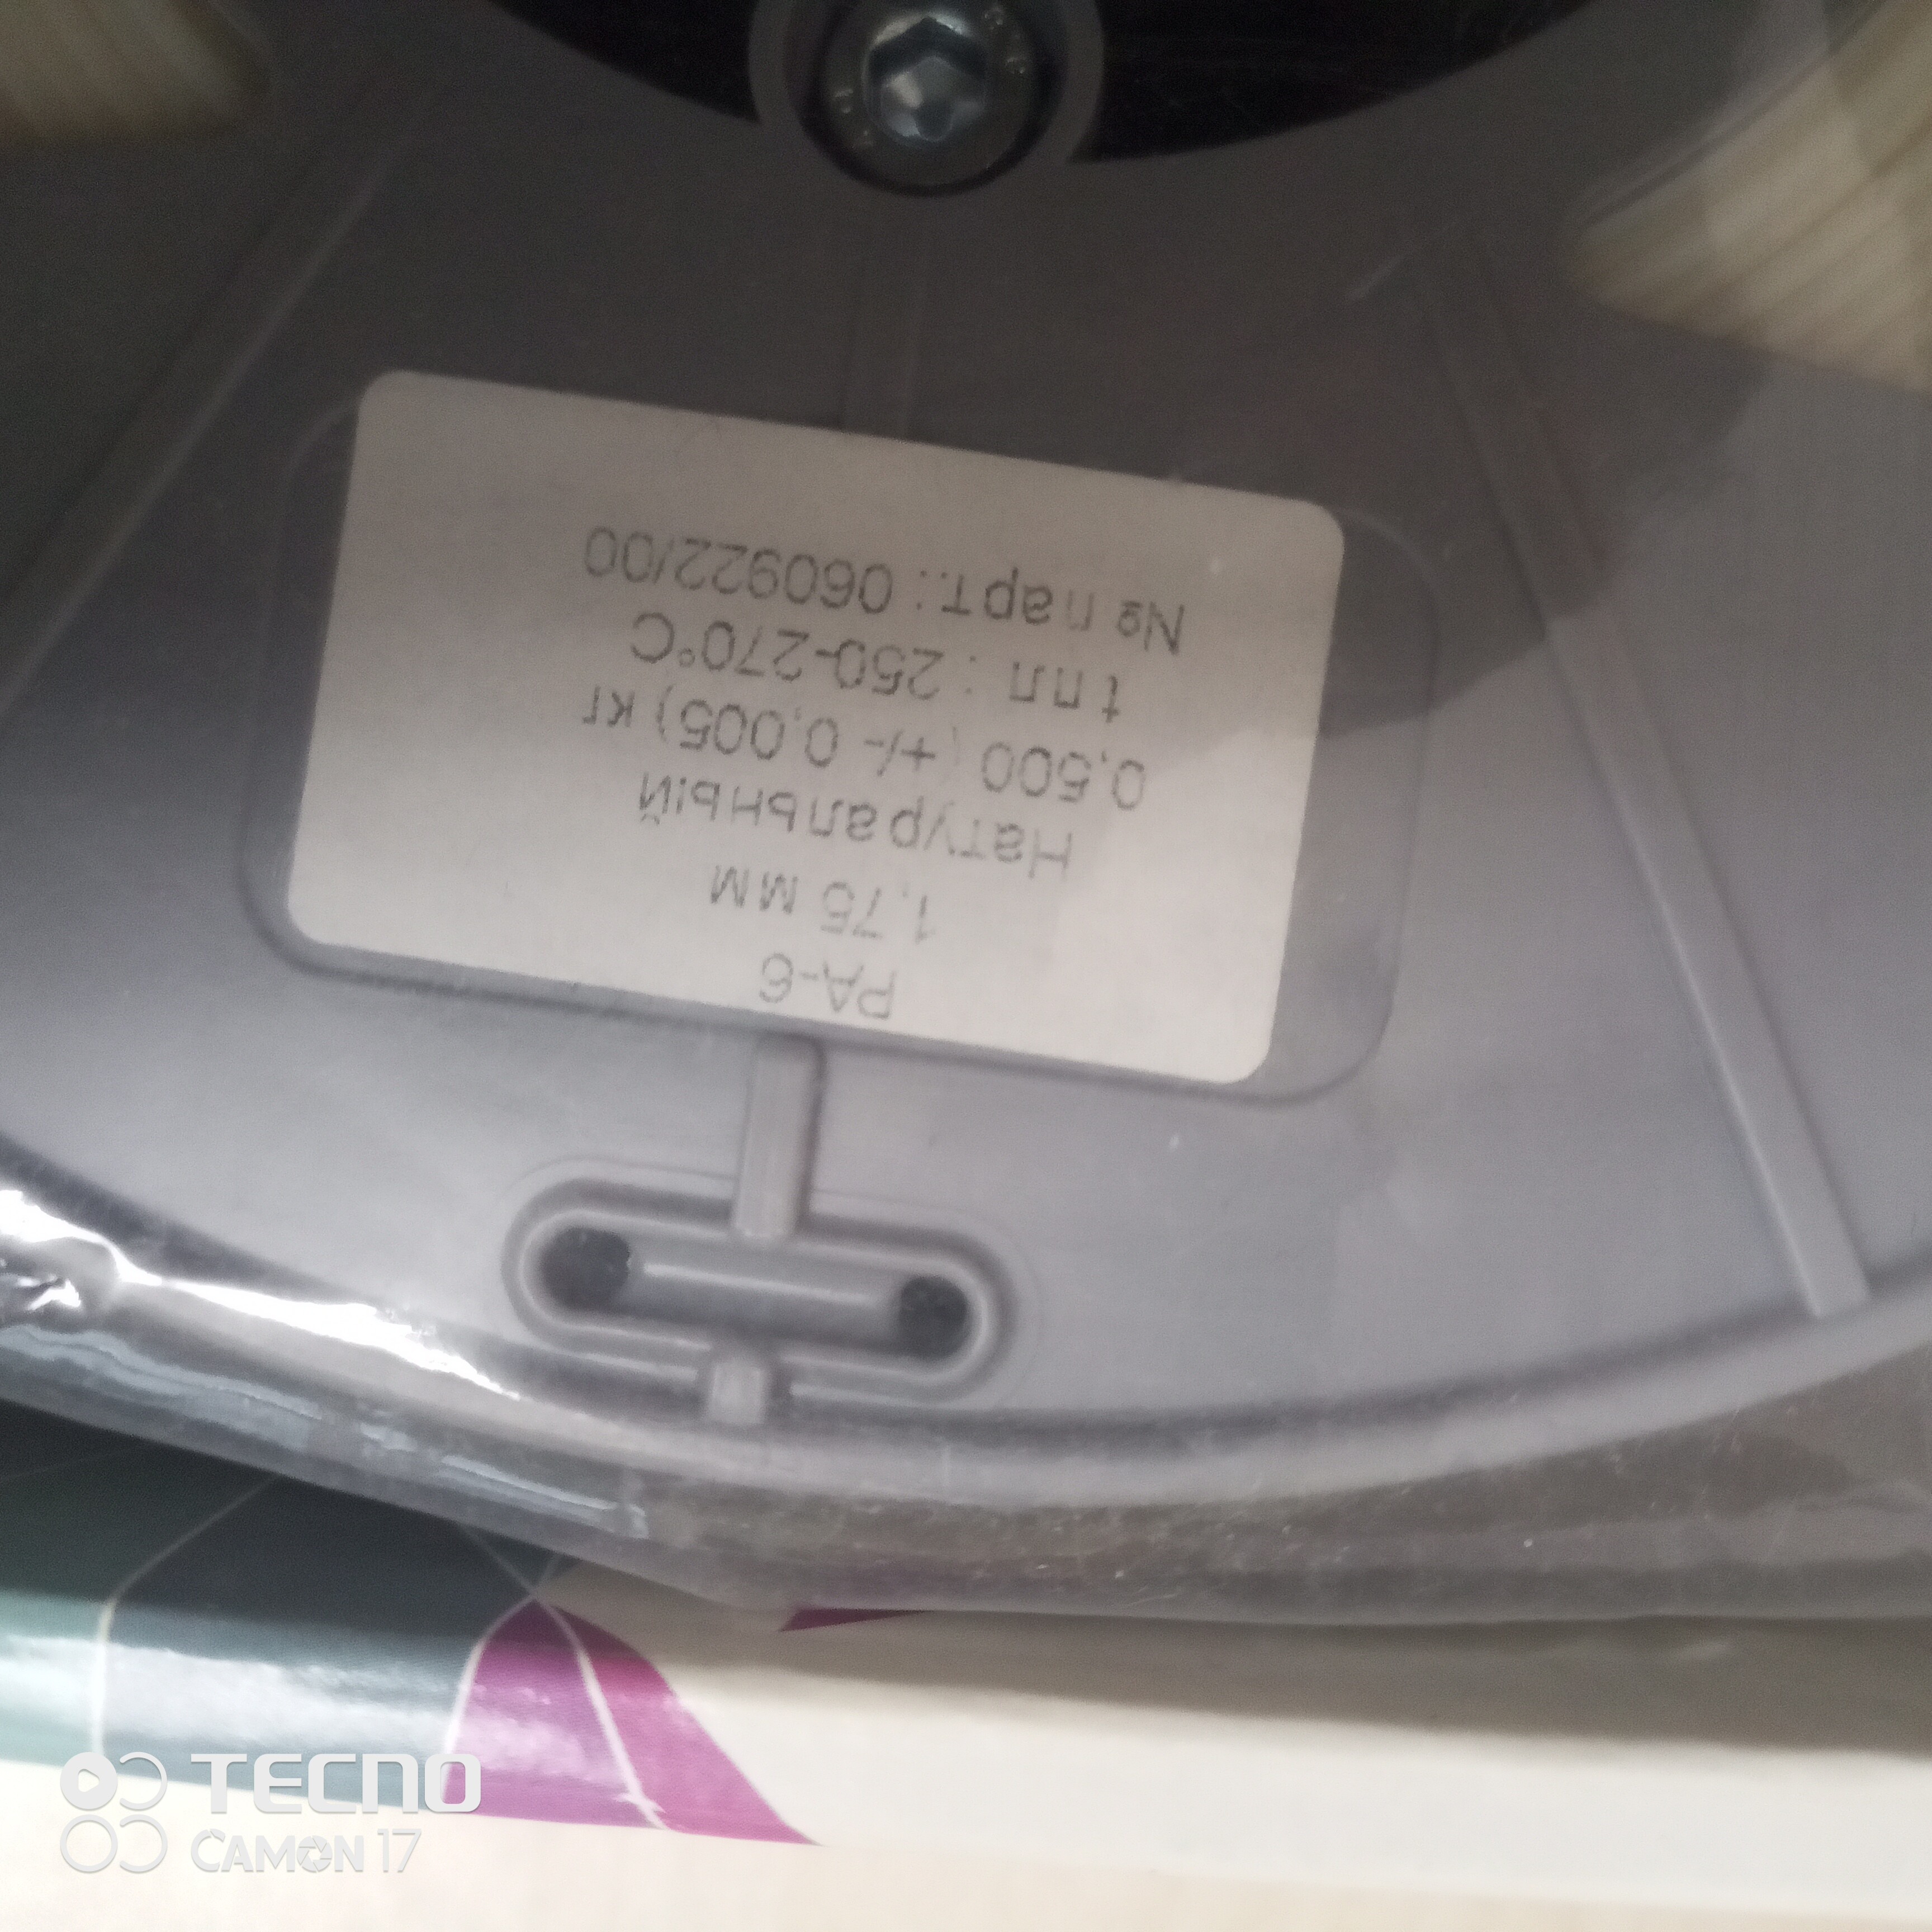 PA-6
1,75 мм
Натуральный
0,500 (+/- 0,005) кг
t пл : 250-270°C
№ парт.: 060922/00
TECNO
CAMON 17